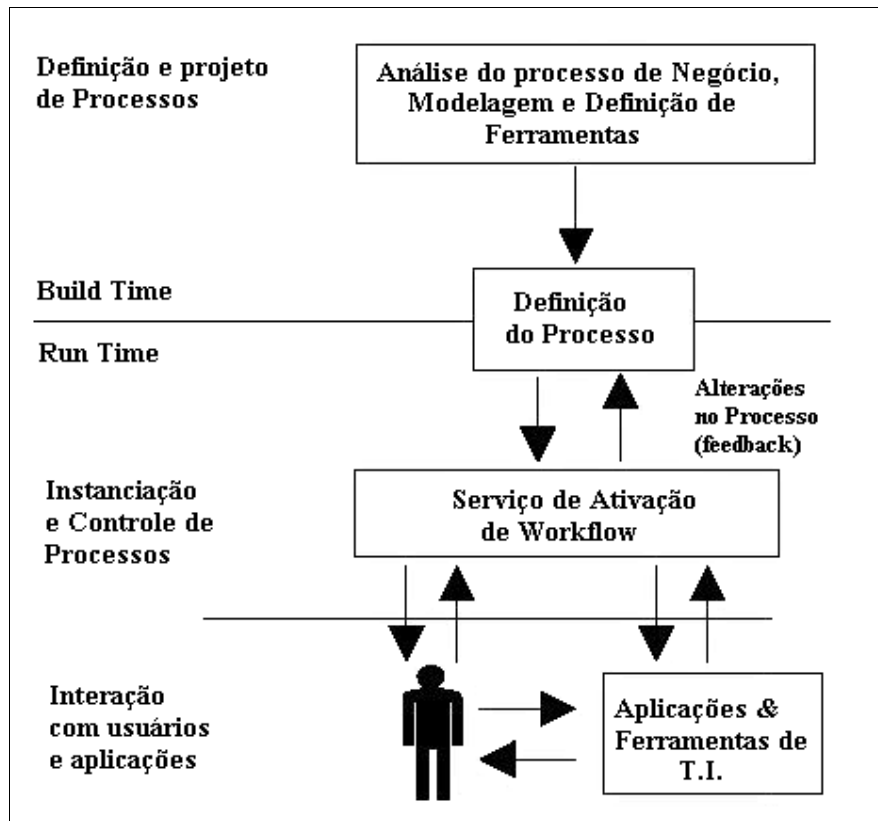 Definição e projeto
de Processos
Análise do processo de Negócio,
Modelagem e Definição de
Ferramentas
Build Time
Definição
do Processo
Run Time
Alterações
no Processo
(feedback)
Instanciação
e Controle de
Processos
Serviço de Ativação
de Workflow
Interação
com usuários
e aplicações
Aplicações &
Ferramentas de
T.I.